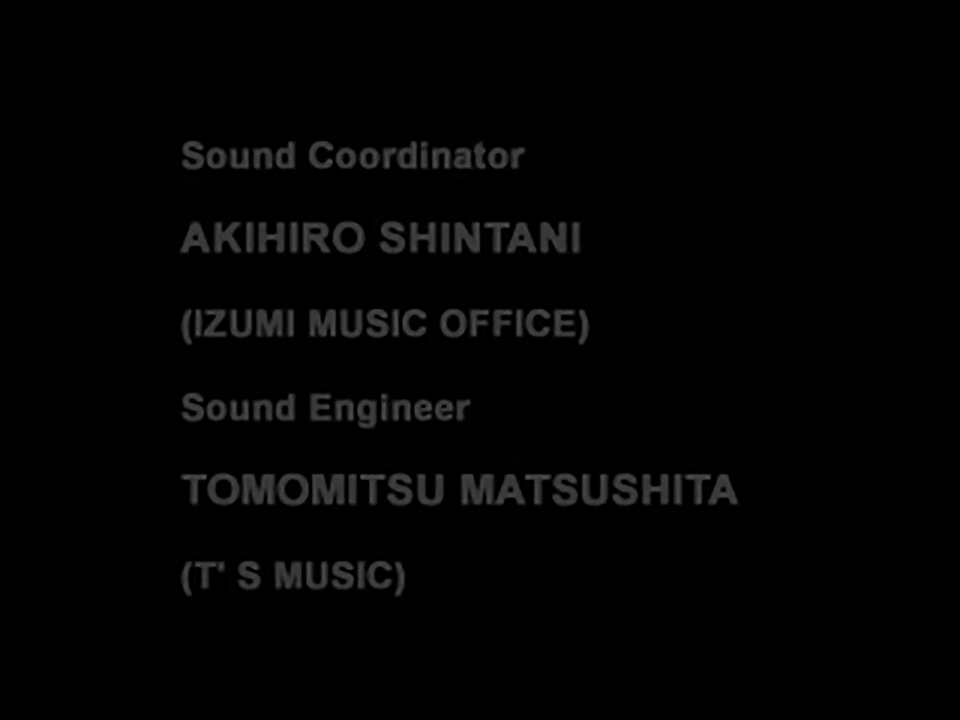 Sound Coordinator
AKIHIRO SHINTANI
(IZUMI MUSIC OFFICE)
Sound Engineer
TOMOMITSU MATSUSHITA
(T' S MUSIC)